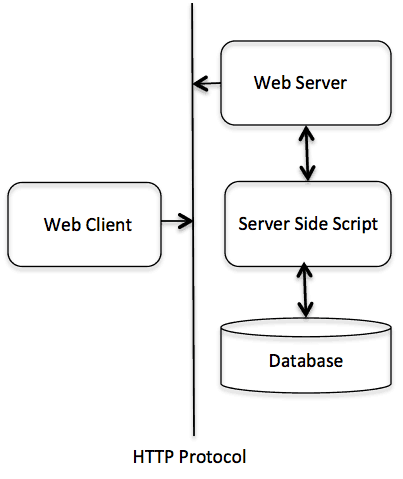 Web Server
Web Client
Server Side Script
Database
HTTP Protocol